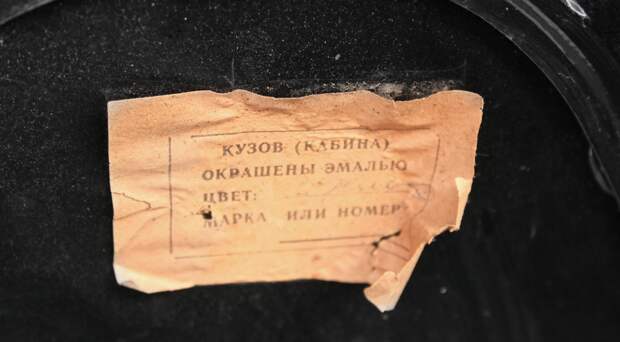 КУЗОВ (КАБИНА)
ОКРАШЕНЫ ЭМАЛЬЮ
ЦВЕТ:
МАРКА ИЛИ НОМЕР